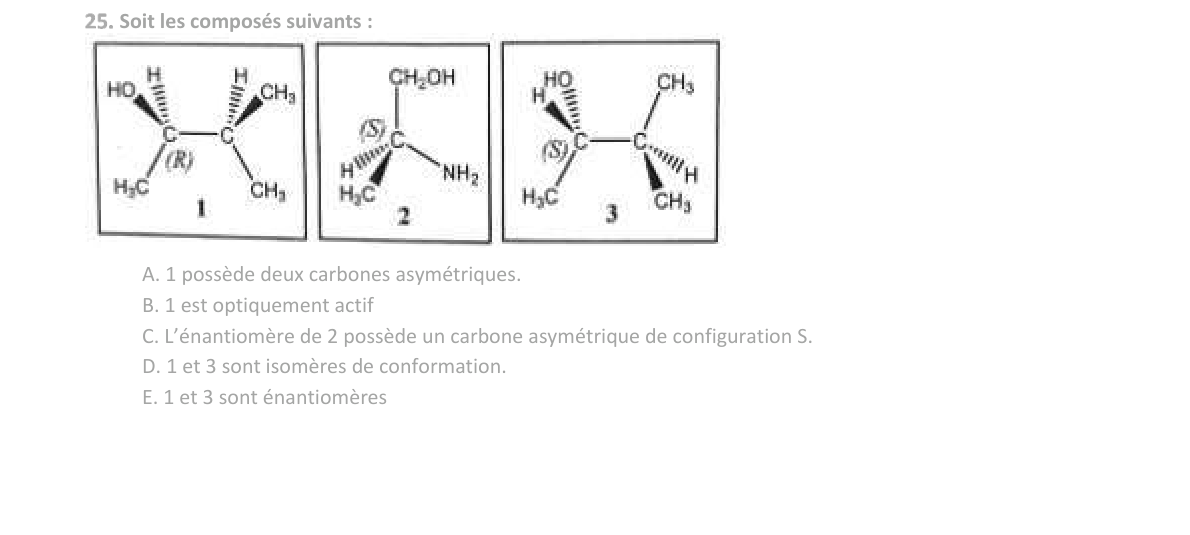 25. Soit les composés suivants :
HO H H CH₃
C C
(R)
H₃C CH₃
1
CH₂OH
(S) C
H NH₂
H₃C
2
HO CH₃
H
(S) C C
H
H₃C CH₃
3
A. 1 possède deux carbones asymétriques.
B. 1 est optiquement actif
C. L’énantiomère de 2 possède un carbone asymétrique de configuration S.
D. 1 et 3 sont isomères de conformation.
E. 1 et 3 sont énantiomères